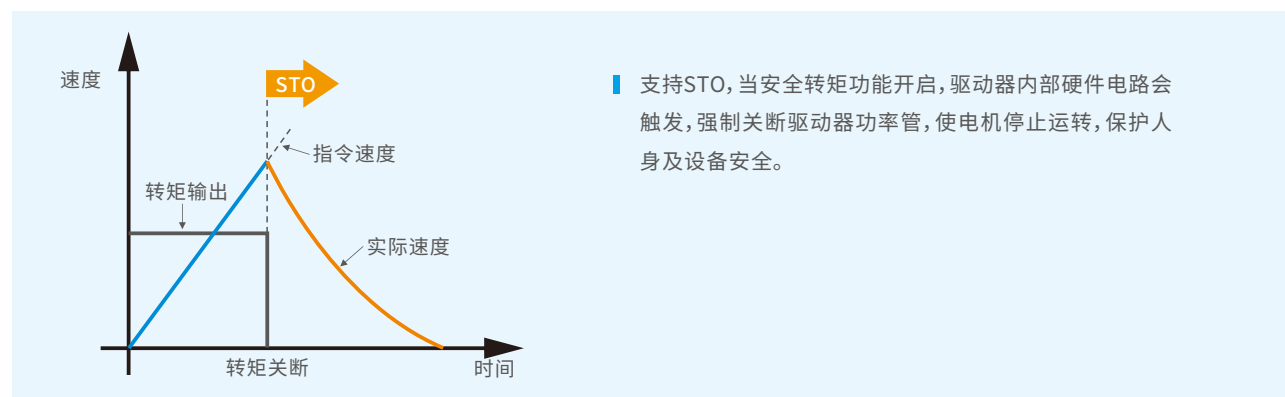 速度
STO
指令速度
转矩输出
实际速度
转矩关断
时间
支持STO,当安全转矩功能开启,驱动器内部硬件电路会
触发,强制关断驱动器功率管,使电机停止运转,保护人
身及设备安全。